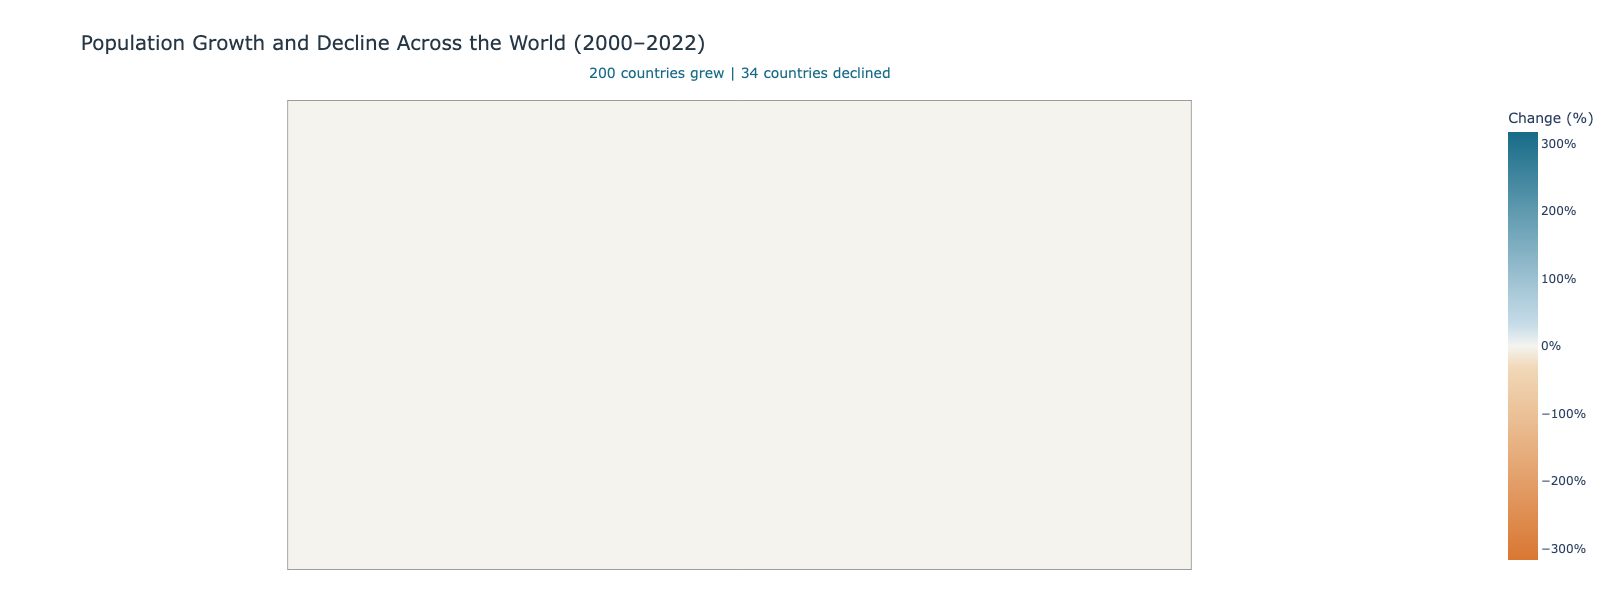 Population Growth and Decline Across the World (2000–2022)
200 countries grew | 34 countries declined
Change (%)
300%
200%
100%
0%
−100%
−200%
−300%